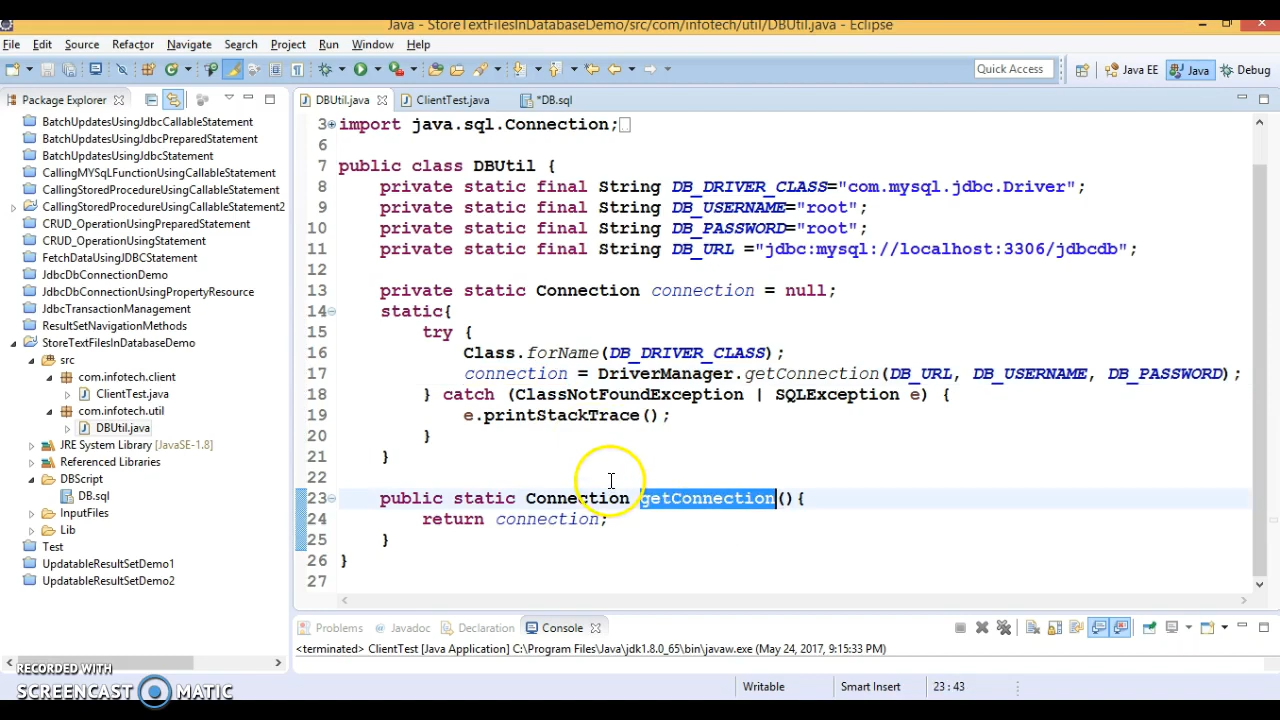 Java - StoreTextFilesInDatabaseDemo/src/com/infotech/util/DBUtil.java - Eclipse
File Edit Source Refactor Navigate Search Project Run Window Help
Quick Access Java EE Java Debug
Package Explorer
BatchUpdatesUsingJdbcCallableStatement
BatchUpdatesUsingJdbcPreparedStatement
BatchUpdatesUsingJdbcStatement
CallingMYSqlFunctionUsingCallableStatement
CallingStoredProcedureUsingCallableStatement
CallingStoredProcedureUsingCallableStatement2
CRUD_OperationUsingPreparedStatement
CRUD_OperationUsingStatement
FetchDataUsingJDBCStatement
JdbcDbConnectionDemo
JdbcDbConnectionUsingPropertyResource
JdbcTransactionManagement
ResultSetNavigationMethods
StoreTextFilesInDatabaseDemo
src
com.infotech.client
ClientTest.java
com.infotech.util
DBUtil.java
JRE System Library [JavaSE-1.8]
Referenced Libraries
DBScript
DB.sql
InputFiles
Lib
Test
UpdatableResultSetDemo1
UpdatableResultSetDemo2
DBUtil.java ClientTest.java *DB.sql
3 import java.sql.Connection;
6
7 public class DBUtil {
8 private static final String DB_DRIVER_CLASS="com.mysql.jdbc.Driver";
9 private static final String DB_USERNAME="root";
10 private static final String DB_PASSWORD="root";
11 private static final String DB_URL ="jdbc:mysql://localhost:3306/jdbcdb";
12
13 private static Connection connection = null;
14 static{
15 try {
16 Class.forName(DB_DRIVER_CLASS);
17 connection = DriverManager.getConnection(DB_URL, DB_USERNAME, DB_PASSWORD);
18 } catch (ClassNotFoundException | SQLException e) {
19 e.printStackTrace();
20 }
21 }
22
23 public static Connection getConnection(){
24 return connection;
25 }
26 }
27
Problems Javadoc Declaration Console
<terminated> ClientTest [Java Application] C:\Program Files\Java\jdk1.8.0_65\bin\javaw.exe (May 24, 2017, 9:15:33 PM)
Writable Smart Insert 23 : 43
RECORDED WITH
SCREENCAST MATIC